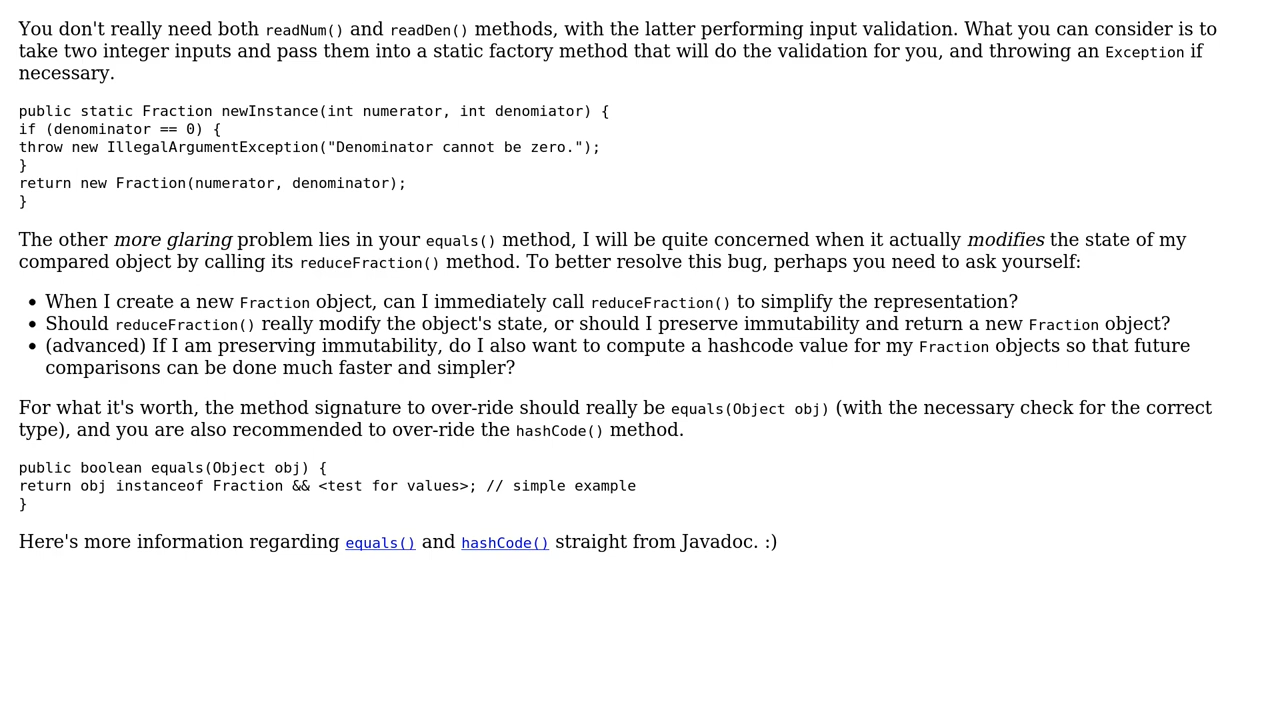 You don't really need both readNum() and readDen() methods, with the latter performing input validation. What you can consider is to
take two integer inputs and pass them into a static factory method that will do the validation for you, and throwing an Exception if
necessary.
public static Fraction newInstance(int numerator, int denomiator) {
if (denominator == 0) {
throw new IllegalArgumentException("Denominator cannot be zero.");
}
return new Fraction(numerator, denominator);
}
The other more glaring problem lies in your equals() method, I will be quite concerned when it actually modifies the state of my
compared object by calling its reduceFraction() method. To better resolve this bug, perhaps you need to ask yourself:
• When I create a new Fraction object, can I immediately call reduceFraction() to simplify the representation?
• Should reduceFraction() really modify the object's state, or should I preserve immutability and return a new Fraction object?
• (advanced) If I am preserving immutability, do I also want to compute a hashcode value for my Fraction objects so that future
comparisons can be done much faster and simpler?
For what it's worth, the method signature to over-ride should really be equals(Object obj) (with the necessary check for the correct
type), and you are also recommended to over-ride the hashCode() method.
public boolean equals(Object obj) {
return obj instanceof Fraction && <test for values>; // simple example
}
Here's more information regarding equals() and hashCode() straight from Javadoc. :)